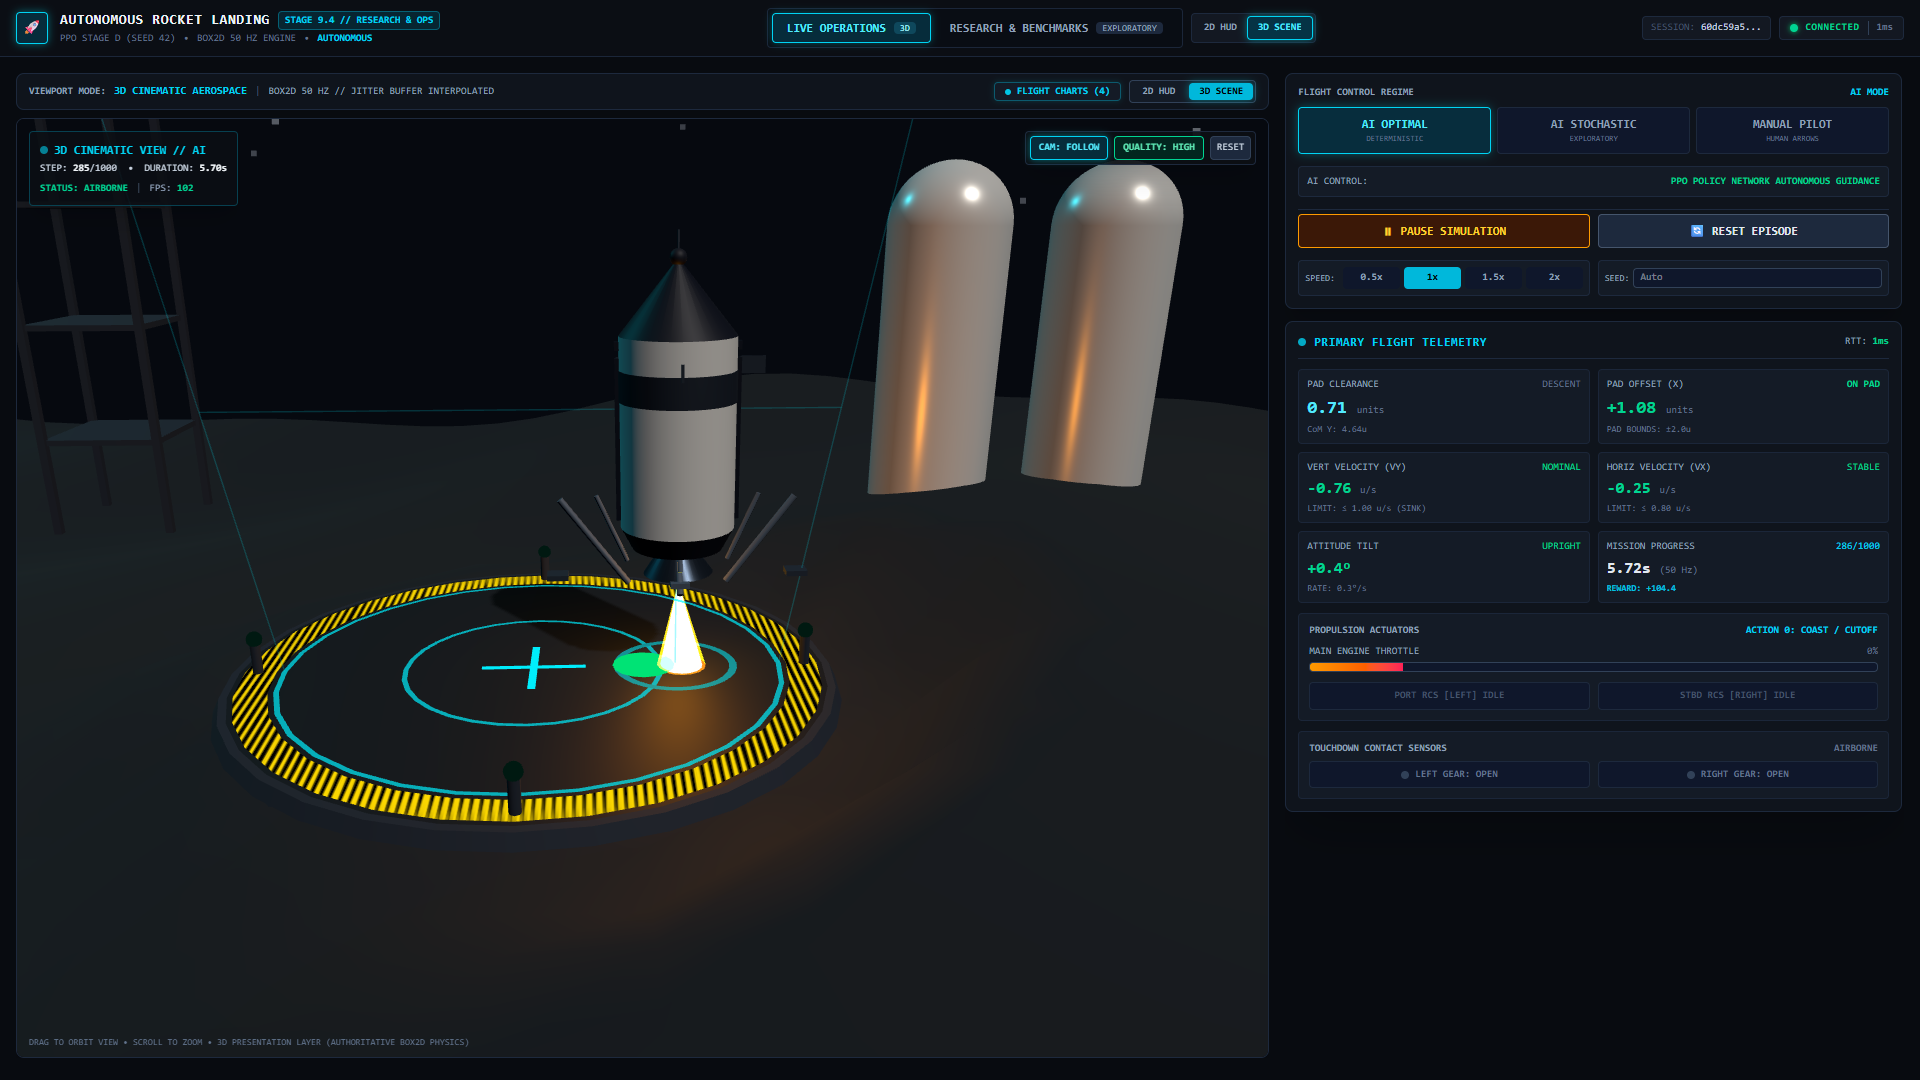 AUTONOMOUS ROCKET LANDING STAGE 9.4 // RESEARCH & OPS
PPO STAGE D (SEED 42) • BOX2D 50 HZ ENGINE • AUTONOMOUS
LIVE OPERATIONS 3D
RESEARCH & BENCHMARKS EXPLORATORY
2D HUD 3D SCENE
SESSION: 60dc59a5...
CONNECTED 1ms
VIEWPORT MODE: 3D CINEMATIC AEROSPACE | BOX2D 50 HZ // JITTER BUFFER INTERPOLATED
FLIGHT CHARTS (4)
2D HUD 3D SCENE
3D CINEMATIC VIEW // AI
STEP: 285/1000 • DURATION: 5.70s
STATUS: AIRBORNE | FPS: 102
CAM: FOLLOW QUALITY: HIGH RESET
DRAG TO ORBIT VIEW • SCROLL TO ZOOM • 3D PRESENTATION LAYER (AUTHORITATIVE BOX2D PHYSICS)
FLIGHT CONTROL REGIME AI MODE
AI OPTIMAL
DETERMINISTIC
AI STOCHASTIC
EXPLORATORY
MANUAL PILOT
HUMAN ARROWS
AI CONTROL: PPO POLICY NETWORK AUTONOMOUS GUIDANCE
PAUSE SIMULATION
RESET EPISODE
SPEED: 0.5x 1x 1.5x 2x
SEED: Auto
PRIMARY FLIGHT TELEMETRY RTT: 1ms
PAD CLEARANCE DESCENT
0.71 units
CoM Y: 4.64u
PAD OFFSET (X) ON PAD
+1.08 units
PAD BOUNDS: ±2.0u
VERT VELOCITY (VY) NOMINAL
-0.76 u/s
LIMIT: ≤ 1.00 u/s (SINK)
HORIZ VELOCITY (VX) STABLE
-0.25 u/s
LIMIT: ≤ 0.80 u/s
ATTITUDE TILT UPRIGHT
+0.4°
RATE: 0.3°/s
MISSION PROGRESS 286/1000
5.72s (50 Hz)
REWARD: +104.4
PROPULSION ACTUATORS ACTION 0: COAST / CUTOFF
MAIN ENGINE THROTTLE 0%
PORT RCS [LEFT] IDLE
STBD RCS [RIGHT] IDLE
TOUCHDOWN CONTACT SENSORS AIRBORNE
LEFT GEAR: OPEN
RIGHT GEAR: OPEN